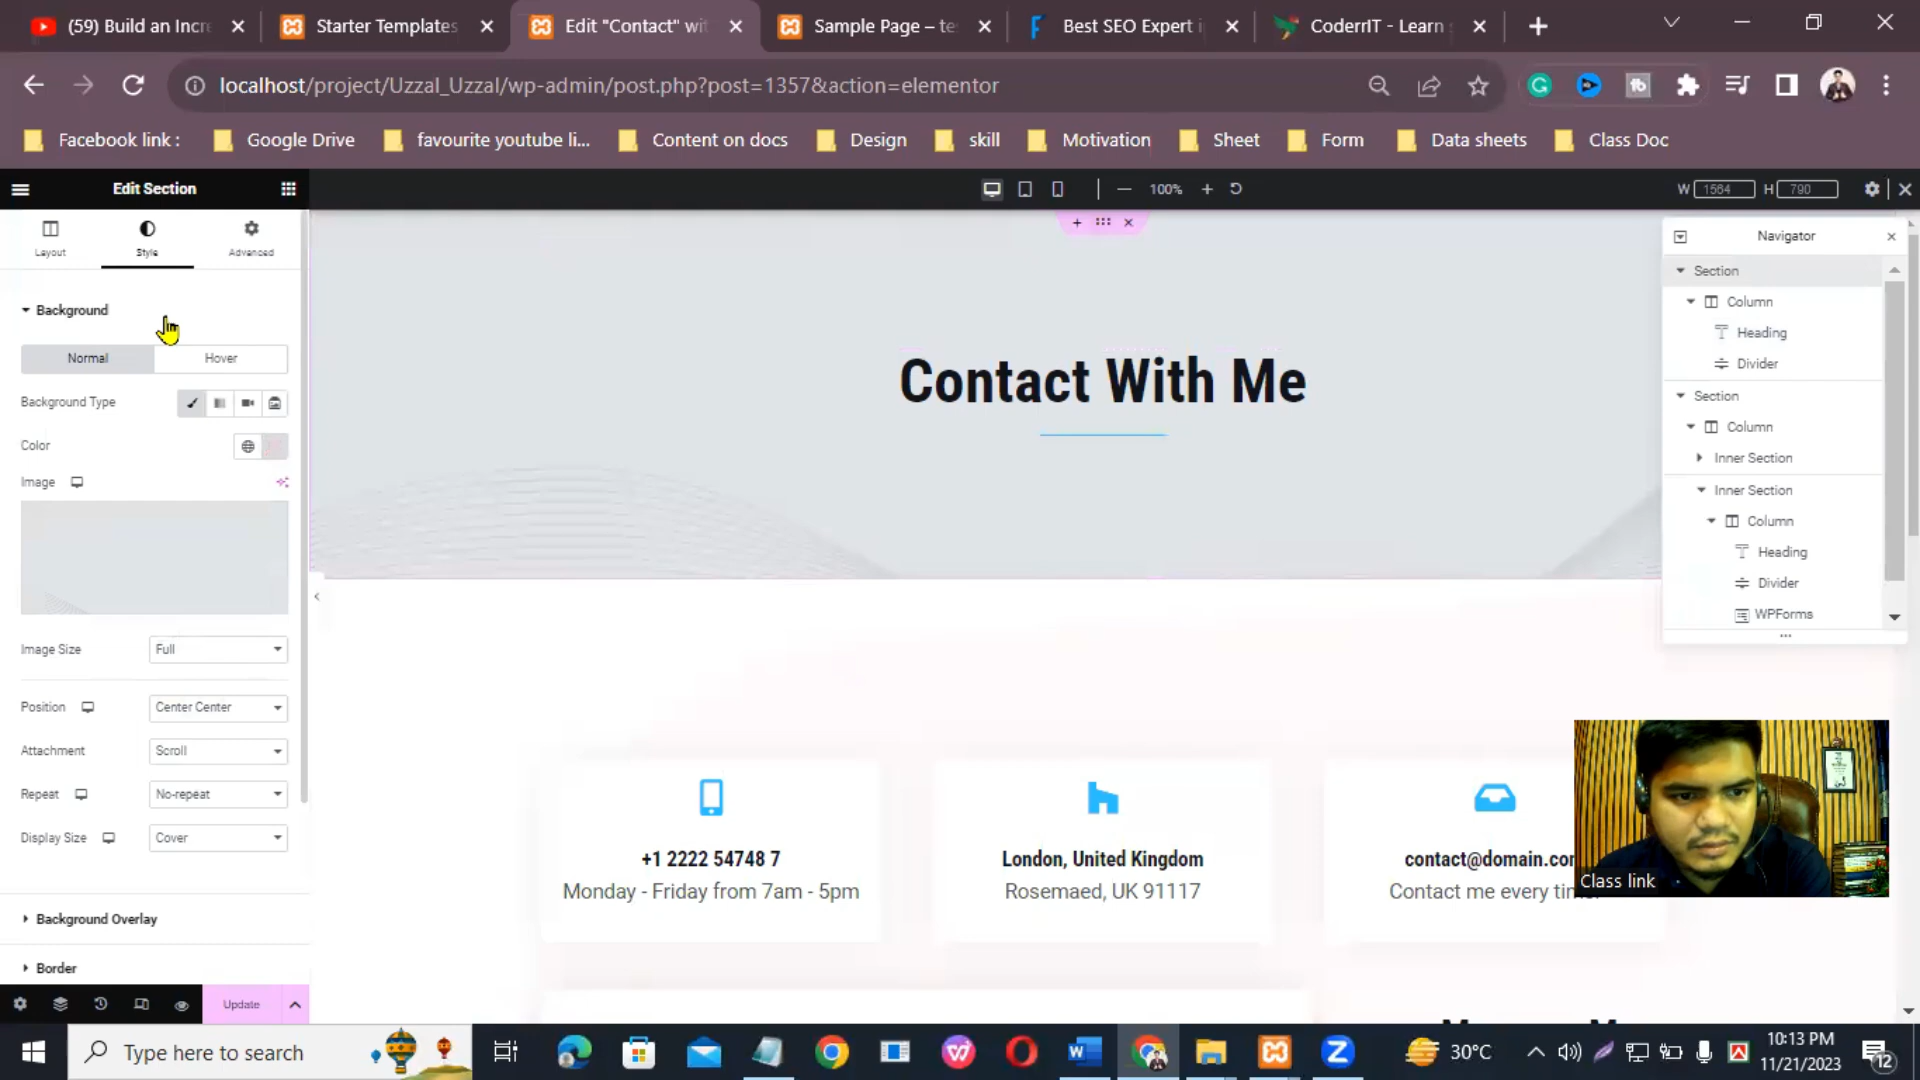 (59) Build an Incre
Starter Templates
Edit "Contact" wit
Sample Page – te
Best SEO Expert i
CoderrIT - Learn
localhost/project/Uzzal_Uzzal/wp-admin/post.php?post=1357&action=elementor
Facebook link :
Google Drive
favourite youtube li...
Content on docs
Design
skill
Motivation
Sheet
Form
Data sheets
Class Doc
Edit Section
100%
W 1564 H 790
Layout
Style
Advanced
Background
Normal
Hover
Background Type
Color
Image
Image Size
Full
Position
Center Center
Attachment
Scroll
Repeat
No-repeat
Display Size
Cover
Background Overlay
Border
Update
Contact With Me
+1 2222 54748 7
Monday - Friday from 7am - 5pm
London, United Kingdom
Rosemaed, UK 91117
contact@domain.com
Contact me every time.
Navigator
Section
Column
Heading
Divider
Section
Column
Inner Section
Inner Section
Column
Heading
Divider
WPForms
Class link
Type here to search
30°C
10:13 PM
11/21/2023
12